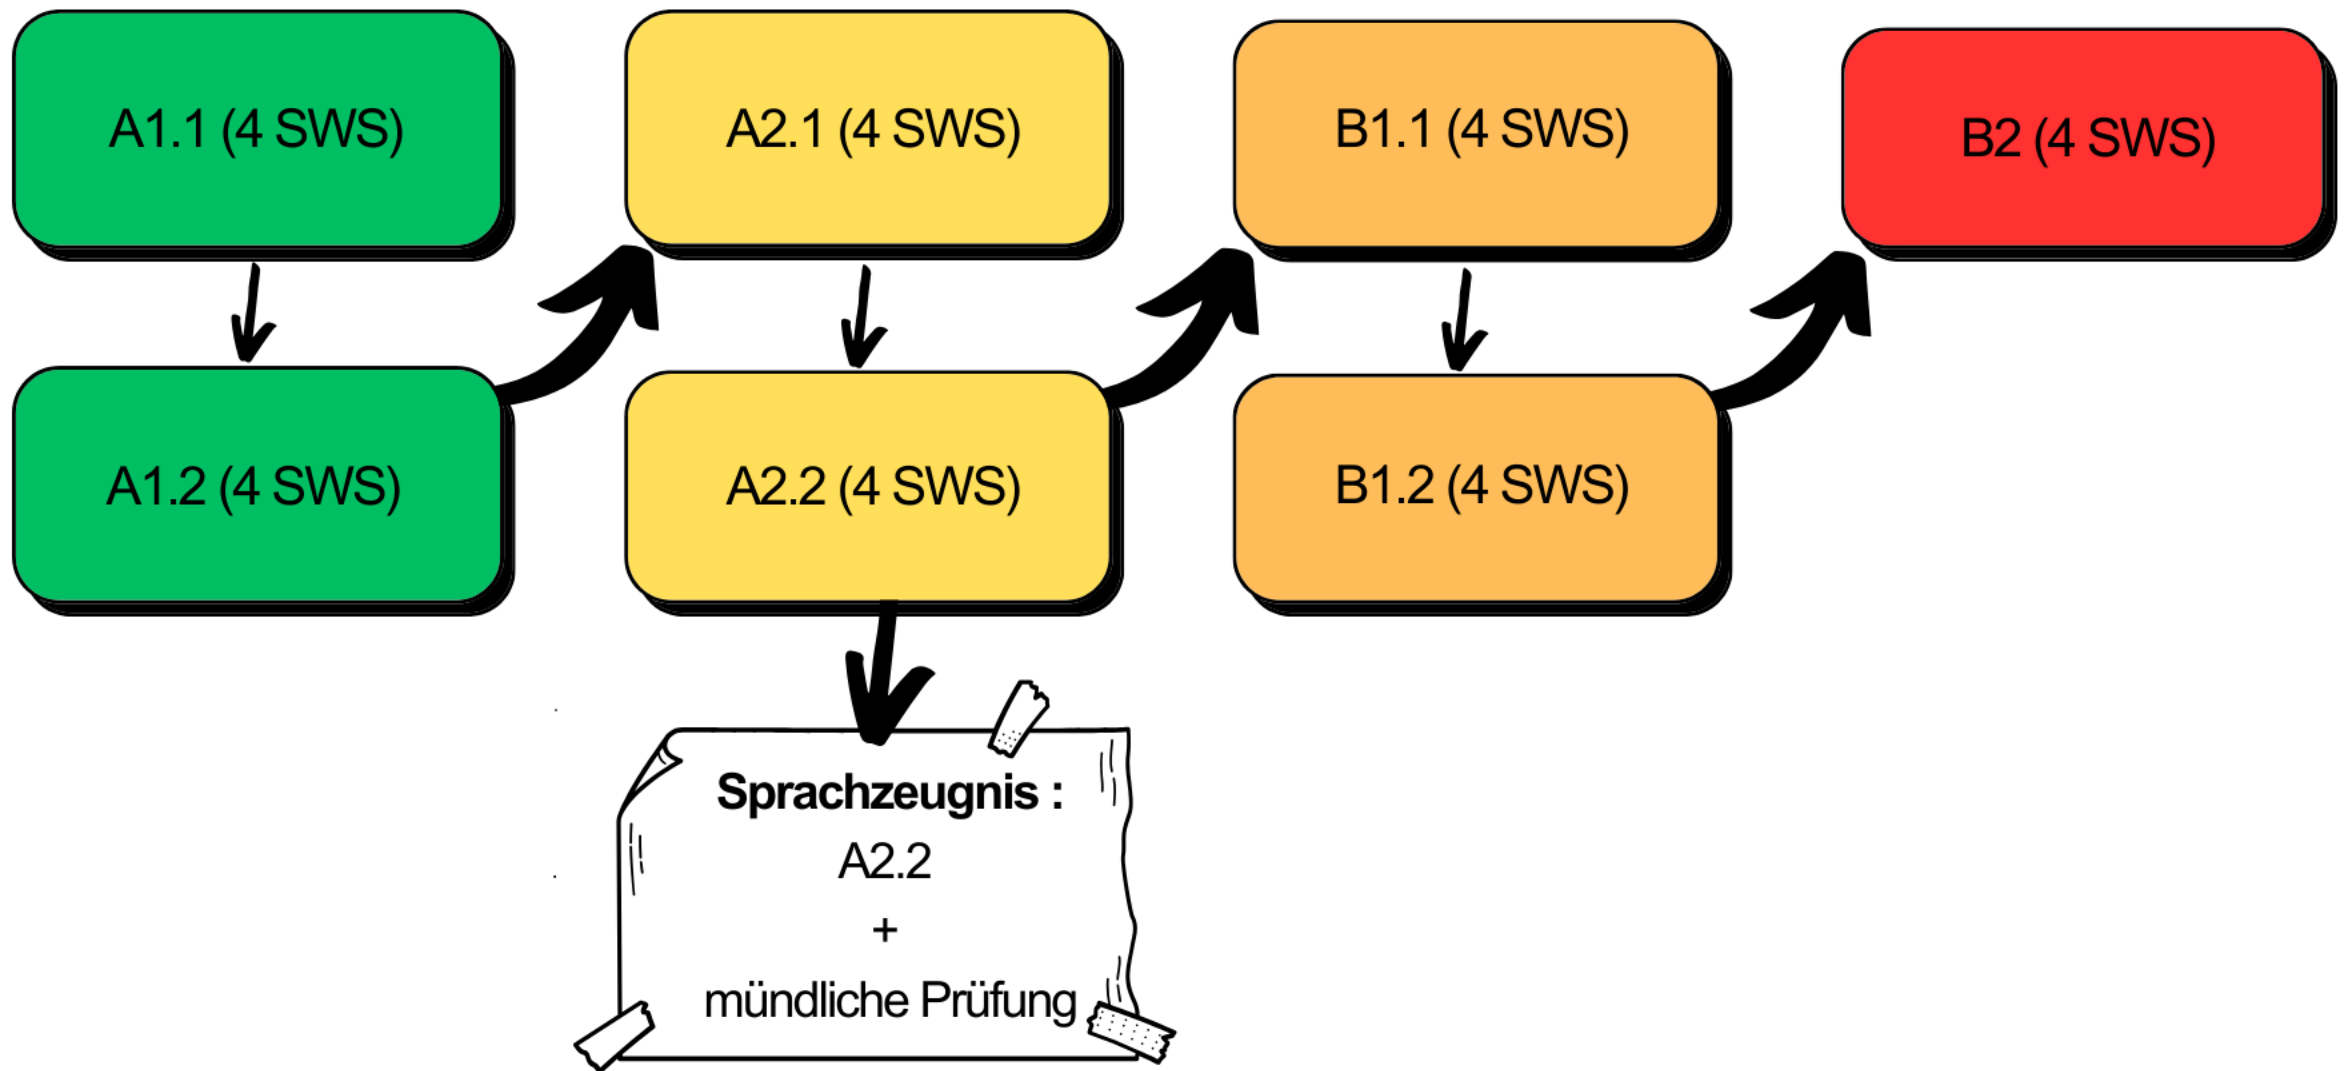 A1.1 (4 SWS)
A2.1 (4 SWS)
B1.1 (4 SWS)
B2 (4 SWS)
A1.2 (4 SWS)
A2.2 (4 SWS)
B1.2 (4 SWS)
Sprachzeugnis :
A2.2
+
mündliche Prüfung